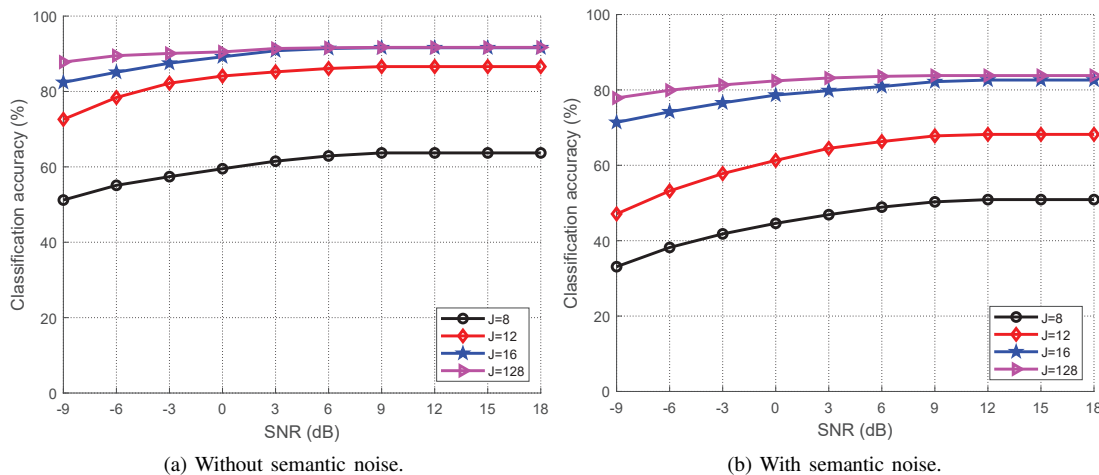 100
80
60
40
20
0
Classification accuracy (%)
-9 -6 -3 0 3 6 9 12 15 18
SNR (dB)
J=8
J=12
J=16
J=128
(a) Without semantic noise.
100
80
60
40
20
0
Classification accuracy (%)
-9 -6 -3 0 3 6 9 12 15 18
SNR (dB)
J=8
J=12
J=16
J=128
(b) With semantic noise.